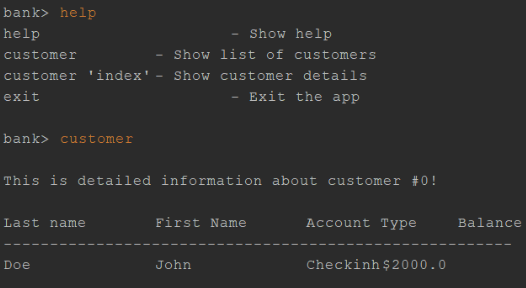 bank> help
help - Show help
customer - Show list of customers
customer 'index' - Show customer details
exit - Exit the app
bank> customer
This is detailed information about customer #0!
Last name First Name Account Type Balance
--------------------------------------------------------
Doe John Checkinh$2000.0